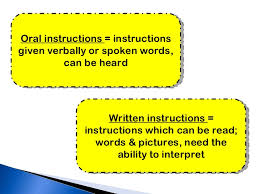 Oral instructions = instructions
given verbally or spoken words,
can be heard
Written instructions =
instructions which can be read;
words & pictures, need the
ability to interpret